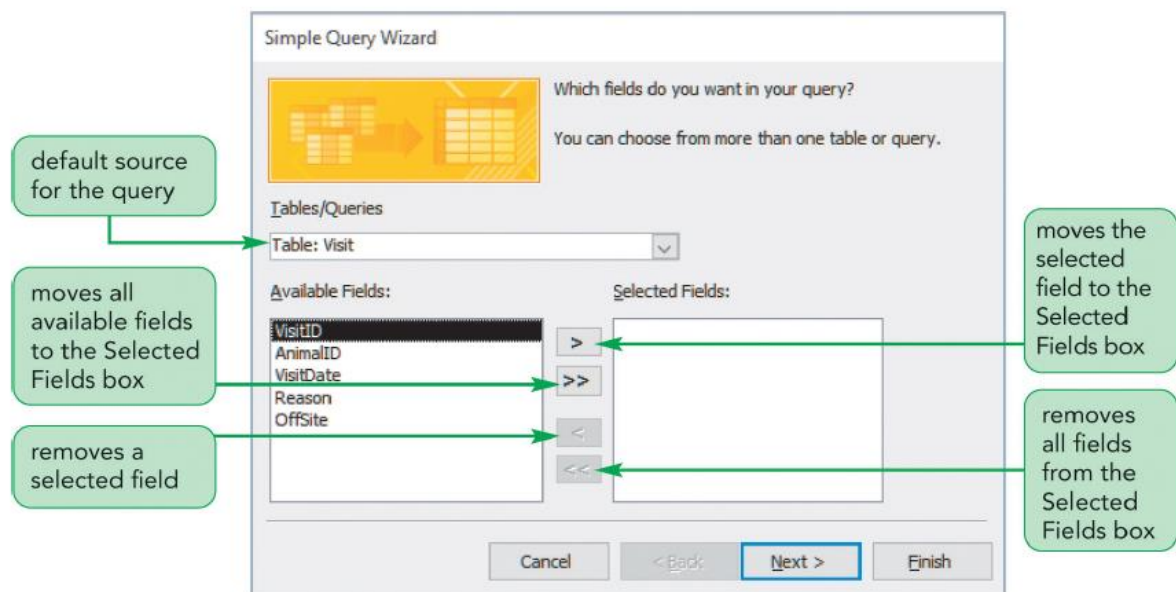 Simple Query Wizard
Which fields do you want in your query?
You can choose from more than one table or query.
default source
for the query
Tables/Queries
Table: Visit
moves all
available fields
to the Selected
Fields box
Available Fields:
Selected Fields:
moves the
selected
field to the
Selected
Fields box
VisitID
AnimalID
VisitDate
Reason
OffSite
>
>>
<
<<
removes a
selected field
removes
all fields
from the
Selected
Fields box
Cancel
< Back
Next >
Finish